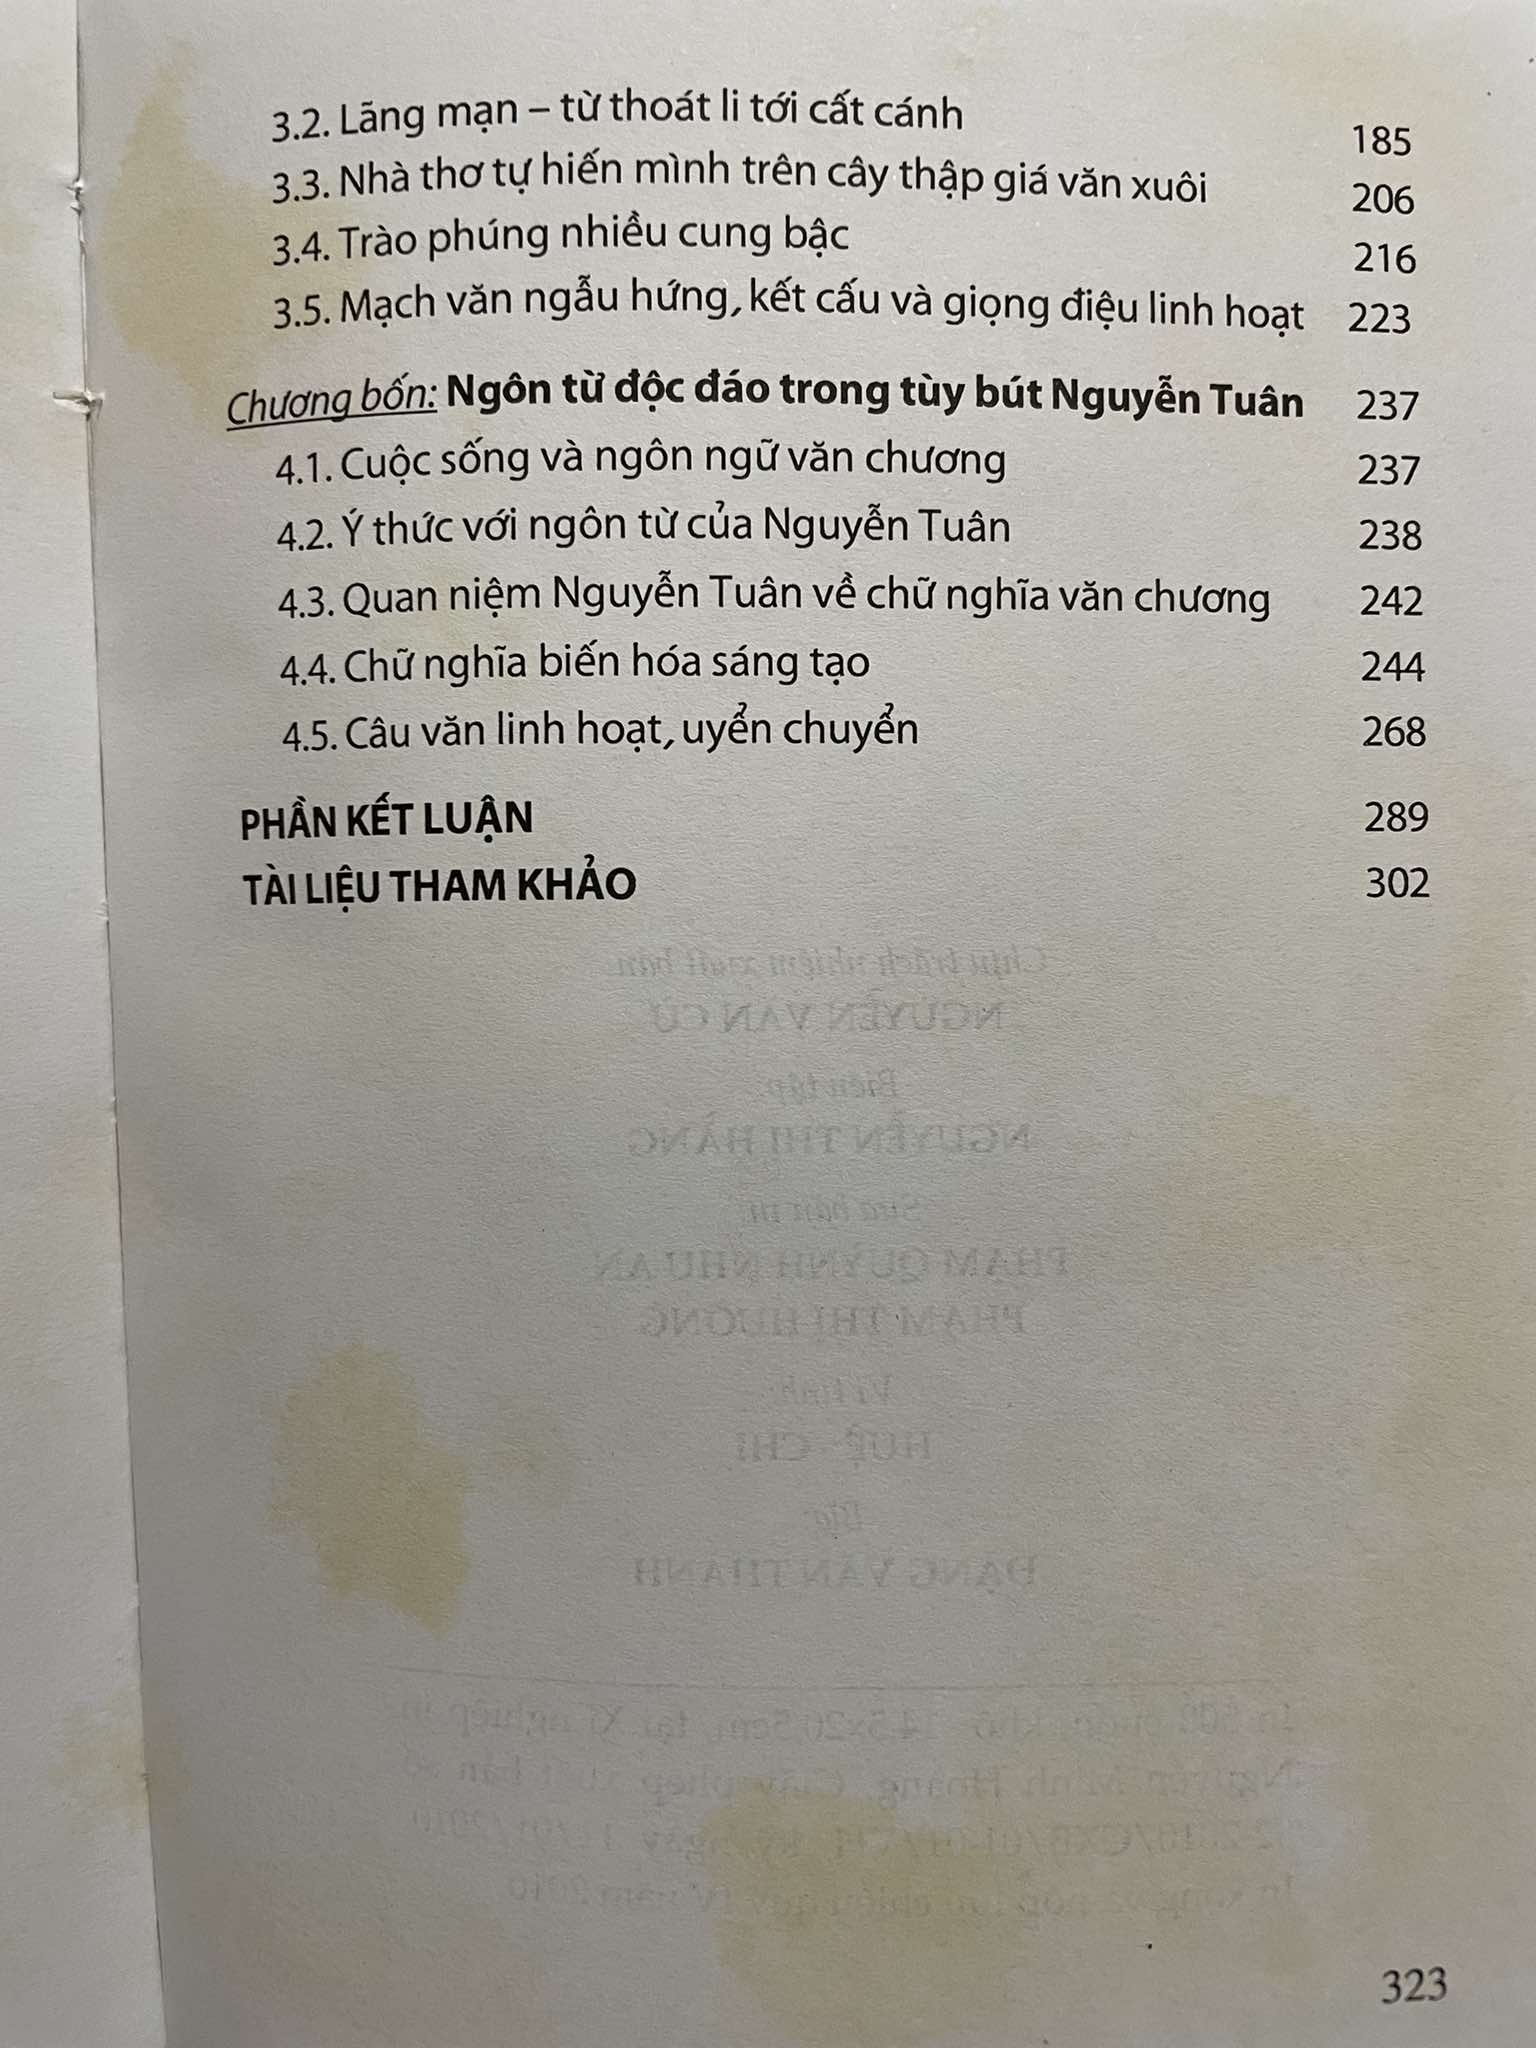 3.2. Lãng mạn – từ thoát li tới cất cánh 185
3.3. Nhà thơ tự hiến mình trên cây thập giá văn xuôi 206
3.4. Trào phúng nhiều cung bậc 216
3.5. Mạch văn ngẫu hứng, kết cấu và giọng điệu linh hoạt 223
Chương bốn: Ngôn từ độc đáo trong tùy bút Nguyễn Tuân 237
4.1. Cuộc sống và ngôn ngữ văn chương 237
4.2. Ý thức với ngôn từ của Nguyễn Tuân 238
4.3. Quan niệm Nguyễn Tuân về chữ nghĩa văn chương 242
4.4. Chữ nghĩa biến hóa sáng tạo 244
4.5. Câu văn linh hoạt, uyển chuyển 268
PHẦN KẾT LUẬN 289
TÀI LIỆU THAM KHẢO 302
323